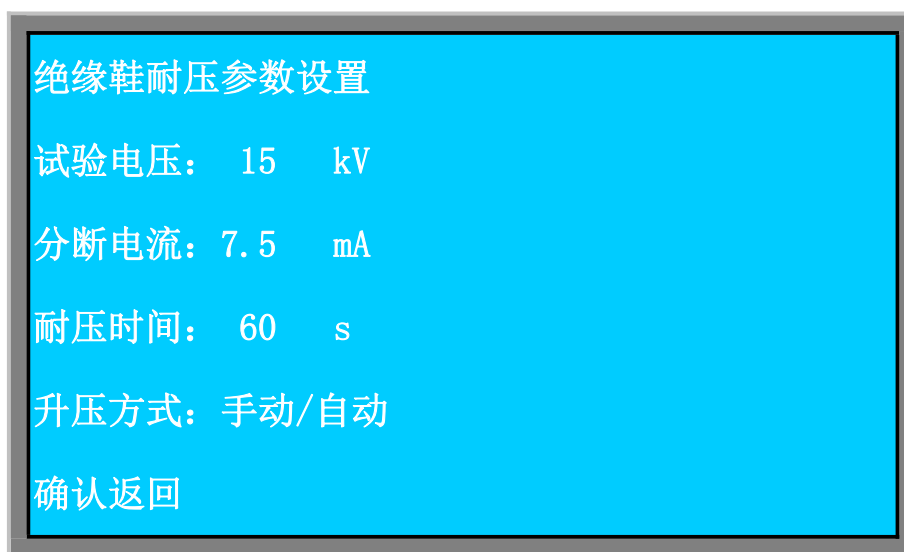 绝缘鞋耐压参数设置
试验电压： 15 kV
分断电流：7.5 mA
耐压时间： 60 s
升压方式：手动/自动
确认返回